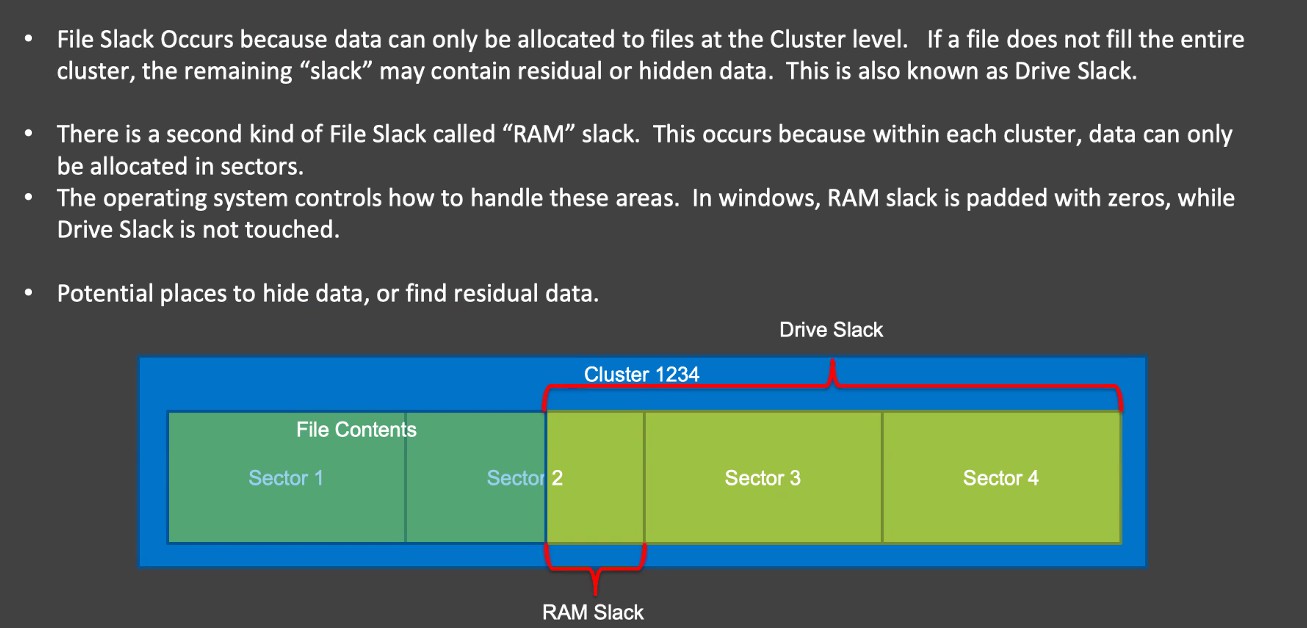 • File Slack Occurs because data can only be allocated to files at the Cluster level.   If a file does not fill the entire
cluster, the remaining “slack” may contain residual or hidden data.  This is also known as Drive Slack.
• There is a second kind of File Slack called “RAM” slack.  This occurs because within each cluster, data can only
be allocated in sectors.
• The operating system controls how to handle these areas.  In windows, RAM slack is padded with zeros, while
Drive Slack is not touched.
• Potential places to hide data, or find residual data.
Drive Slack
Cluster 1234
File Contents
Sector 1
Sector 2
Sector 3
Sector 4
RAM Slack